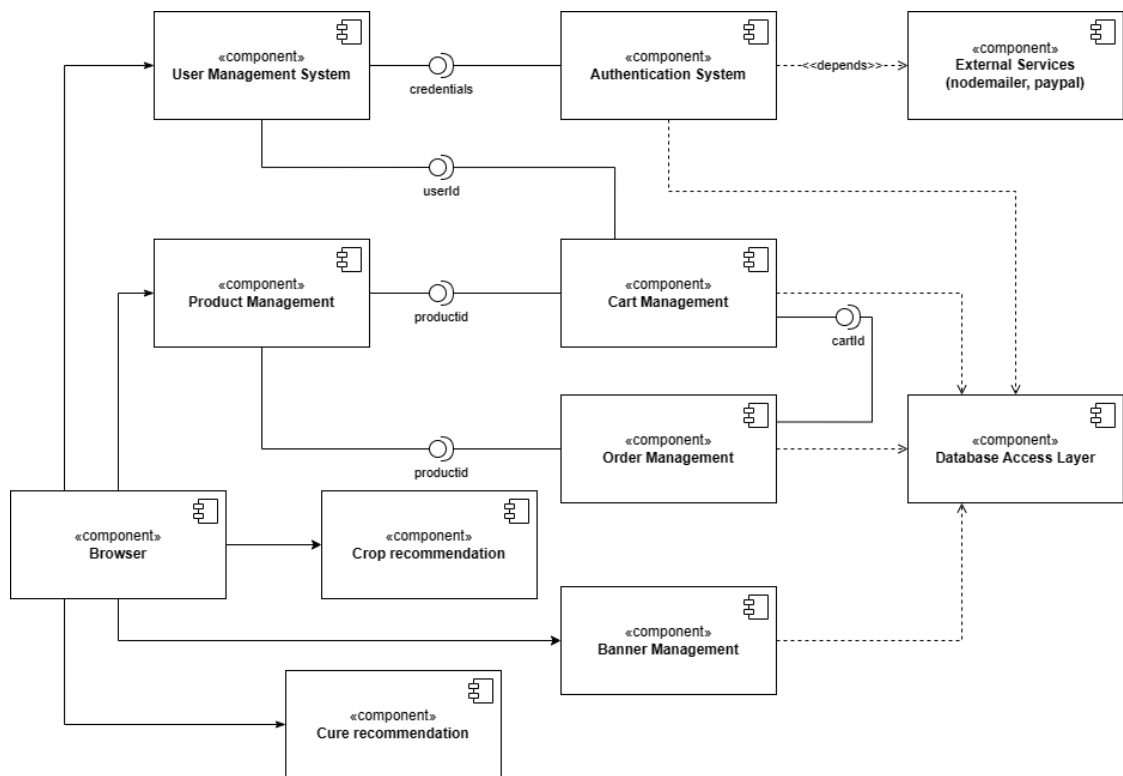 «component»
User Management System
credentials
«component»
Authentication System
<<depends>>
«component»
External Services
(nodemailer, paypal)
userId
«component»
Product Management
productid
«component»
Cart Management
cartId
productid
«component»
Order Management
«component»
Database Access Layer
«component»
Browser
«component»
Crop recommendation
«component»
Banner Management
«component»
Cure recommendation